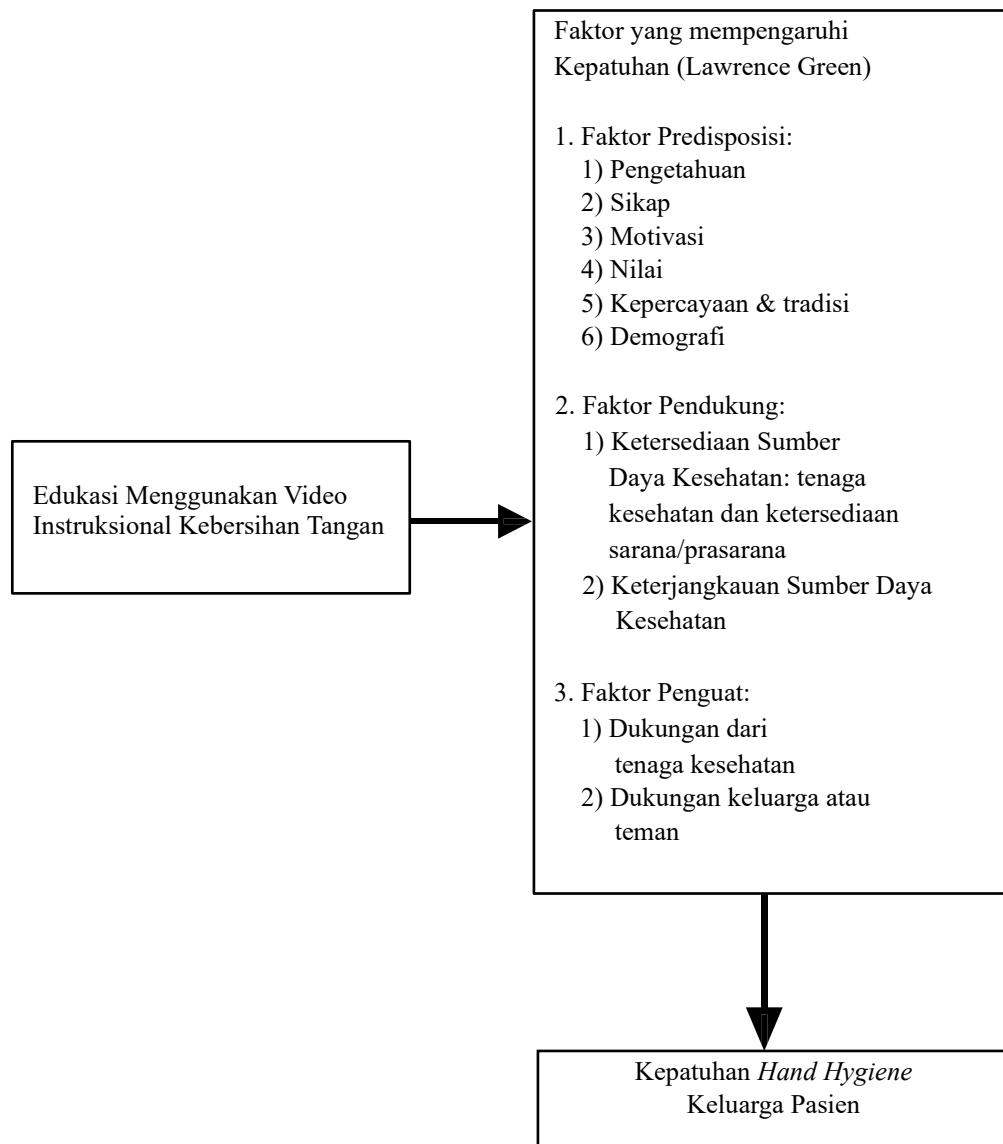 Faktor yang mempengaruhi
Kepatuhan (Lawrence Green)
1. Faktor Predisposisi:
1) Pengetahuan
2) Sikap
3) Motivasi
4) Nilai
5) Kepercayaan & tradisi
6) Demografi
2. Faktor Pendukung:
1) Ketersediaan Sumber
Daya Kesehatan: tenaga
kesehatan dan ketersediaan
sarana/prasarana
2) Keterjangkauan Sumber Daya
Kesehatan
3. Faktor Penguat:
1) Dukungan dari
tenaga kesehatan
2) Dukungan keluarga atau
teman
Edukasi Menggunakan Video
Instruksional Kebersihan Tangan
Kepatuhan Hand Hygiene
Keluarga Pasien